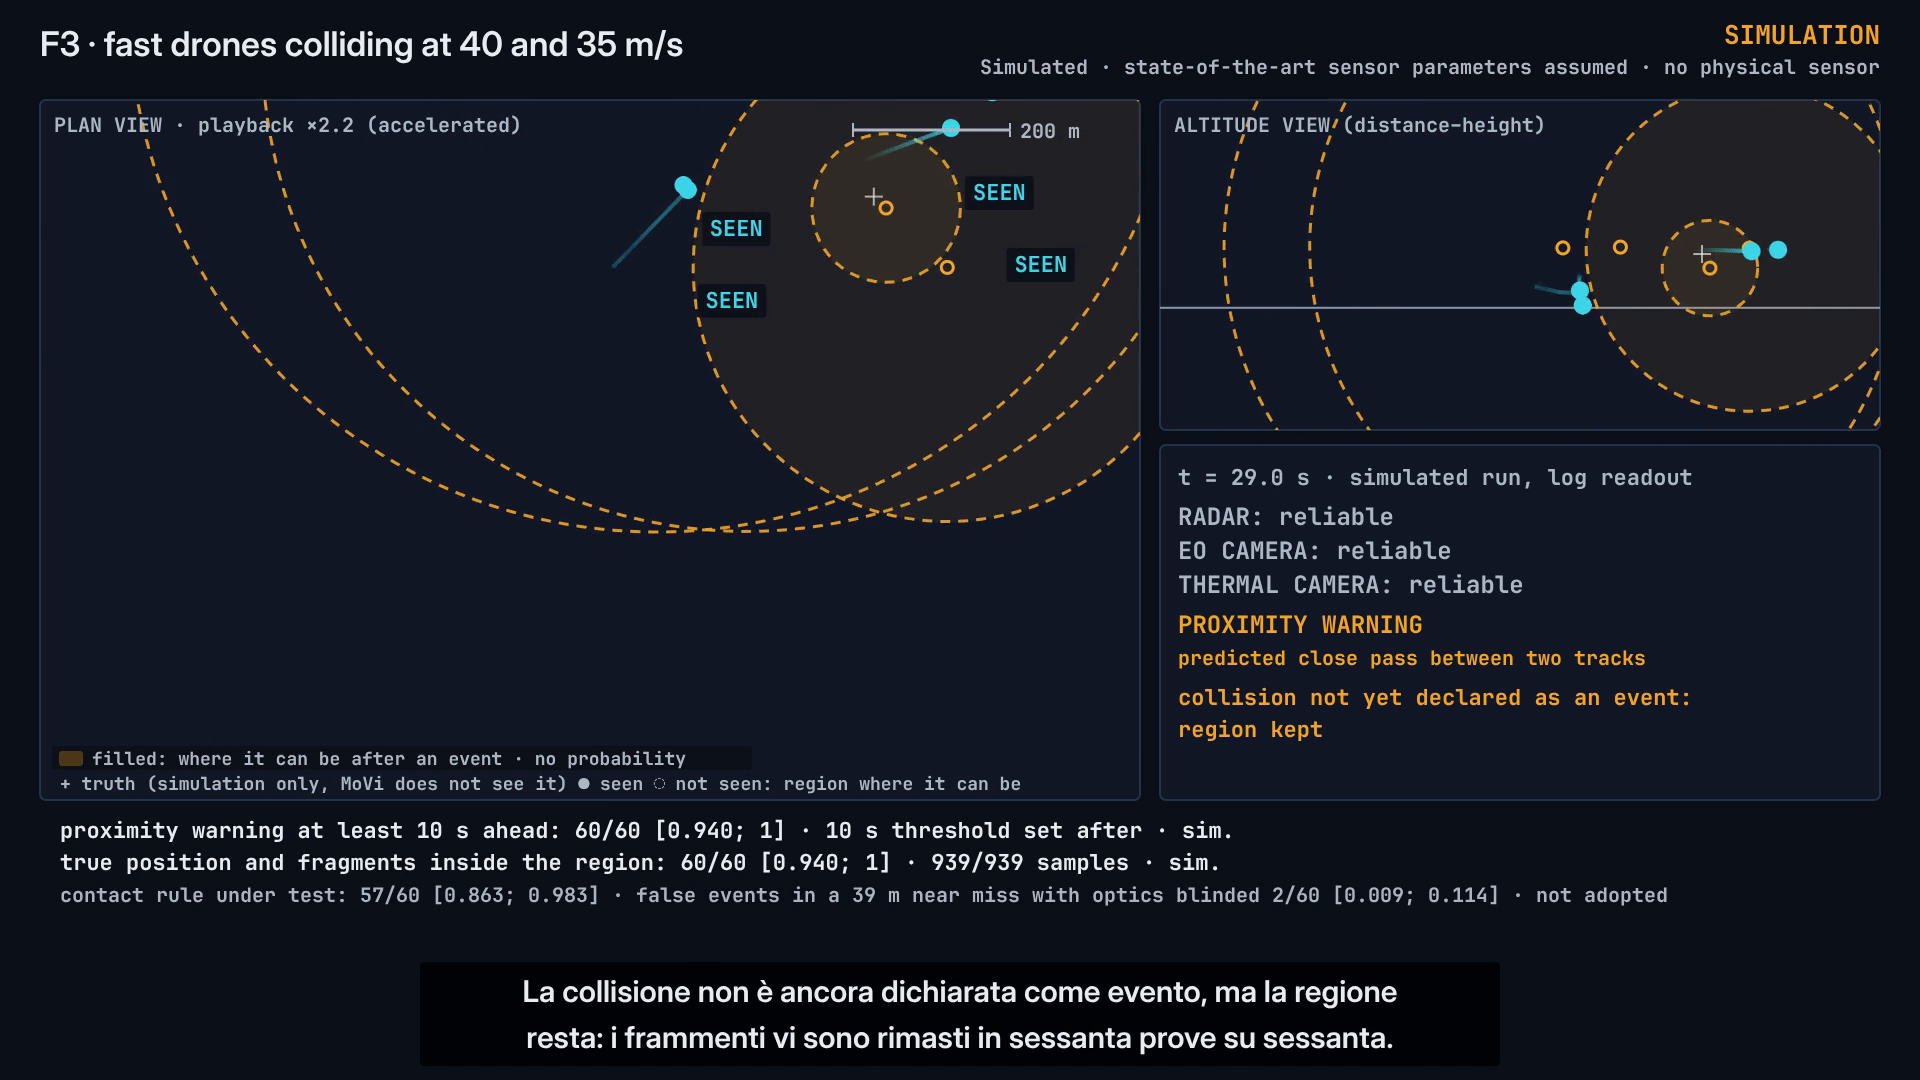 F3 · fast drones colliding at 40 and 35 m/s
SIMULATION
Simulated · state-of-the-art sensor parameters assumed · no physical sensor
PLAN VIEW · playback ×2.2 (accelerated)
200 m
SEEN
SEEN
SEEN
SEEN
filled: where it can be after an event · no probability
+ truth (simulation only, MoVi does not see it) ● seen ◌ not seen: region where it can be
ALTITUDE VIEW (distance-height)
t = 29.0 s · simulated run, log readout
RADAR: reliable
EO CAMERA: reliable
THERMAL CAMERA: reliable
PROXIMITY WARNING
predicted close pass between two tracks
collision not yet declared as an event:
region kept
proximity warning at least 10 s ahead: 60/60 [0.940; 1] · 10 s threshold set after · sim.
true position and fragments inside the region: 60/60 [0.940; 1] · 939/939 samples · sim.
contact rule under test: 57/60 [0.863; 0.983] · false events in a 39 m near miss with optics blinded 2/60 [0.009; 0.114] · not adopted
La collisione non è ancora dichiarata come evento, ma la regione
resta: i frammenti vi sono rimasti in sessanta prove su sessanta.